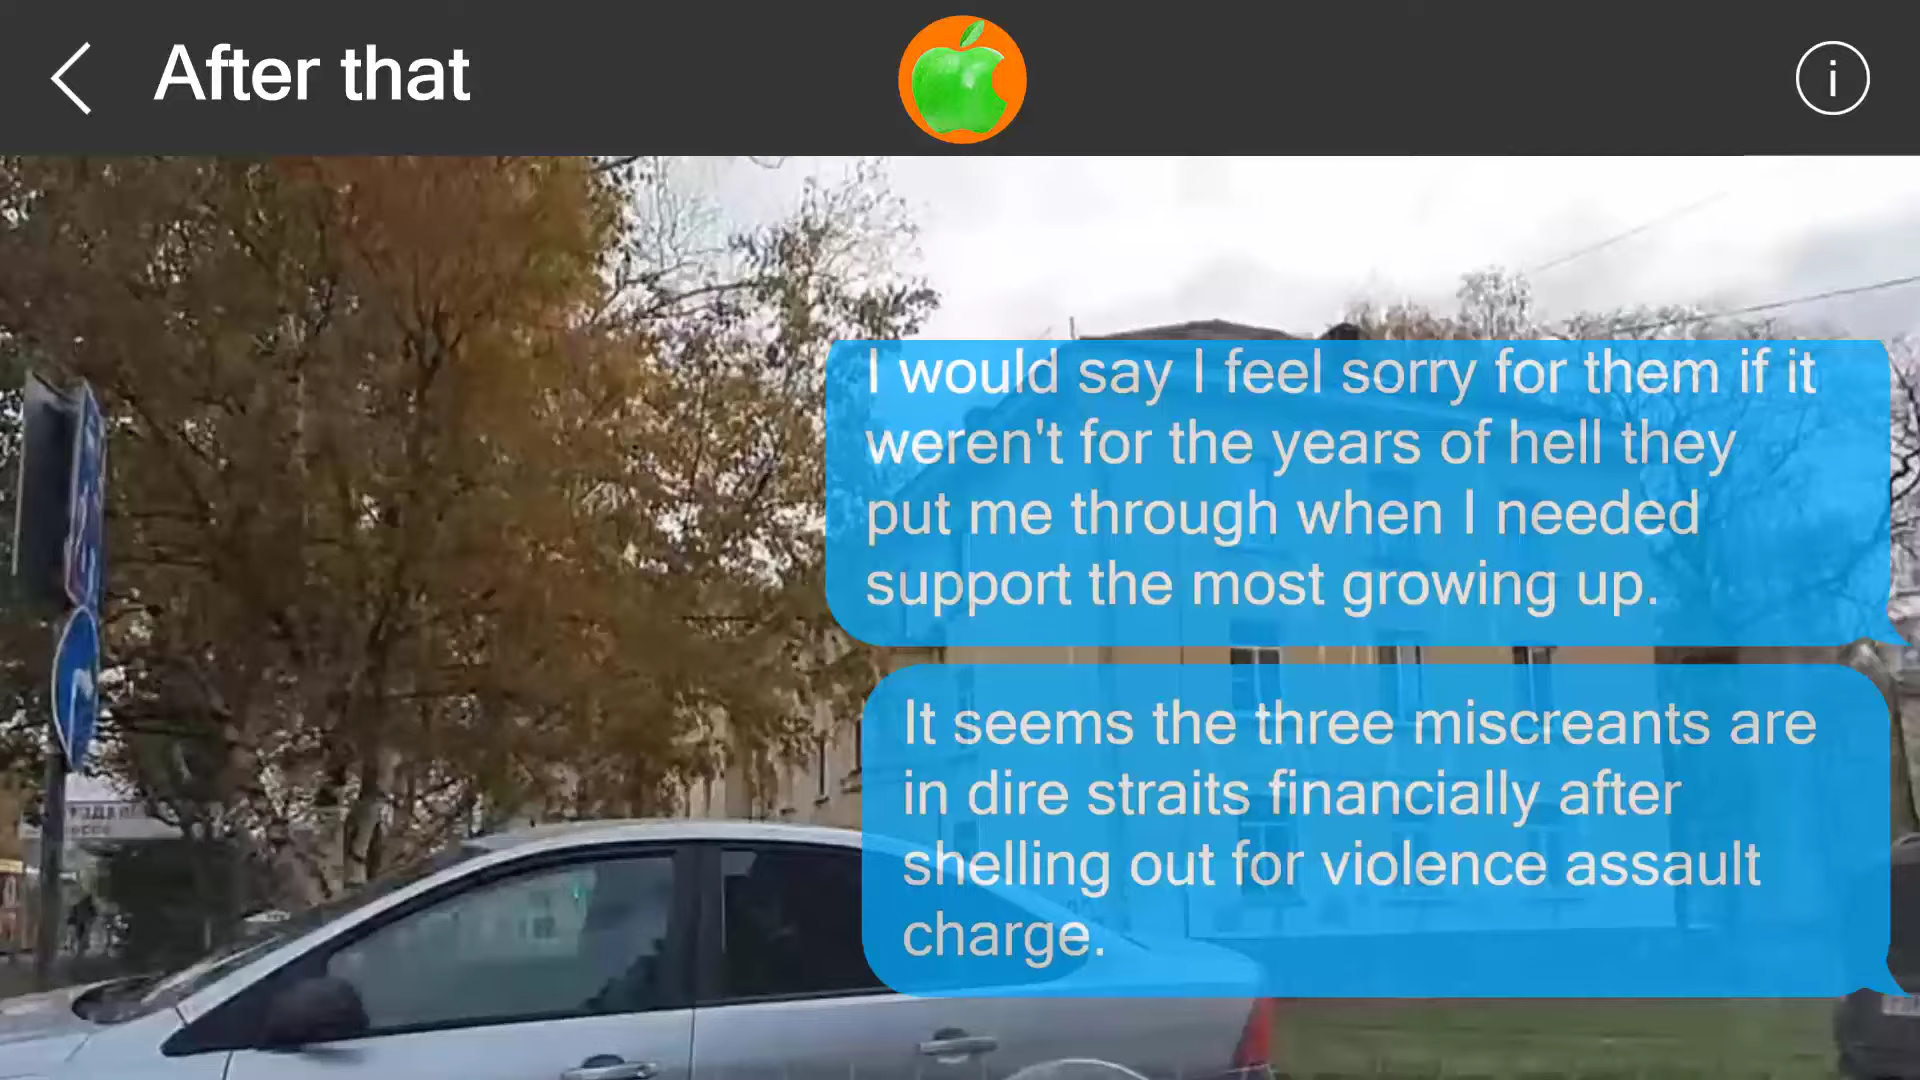 After that
I would say I feel sorry for them if it
weren't for the years of hell they
put me through when I needed
support the most growing up.
It seems the three miscreants are
in dire straits financially after
shelling out for violence assault
charge.